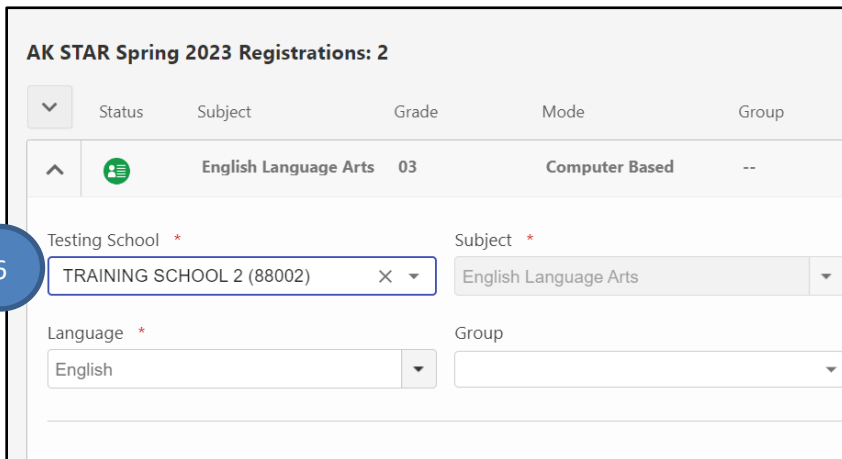 AK STAR Spring 2023 Registrations: 2
Status Subject Grade Mode Group
English Language Arts 03 Computer Based --
Testing School * Subject *
TRAINING SCHOOL 2 (88002) English Language Arts
6
Language * Group
English